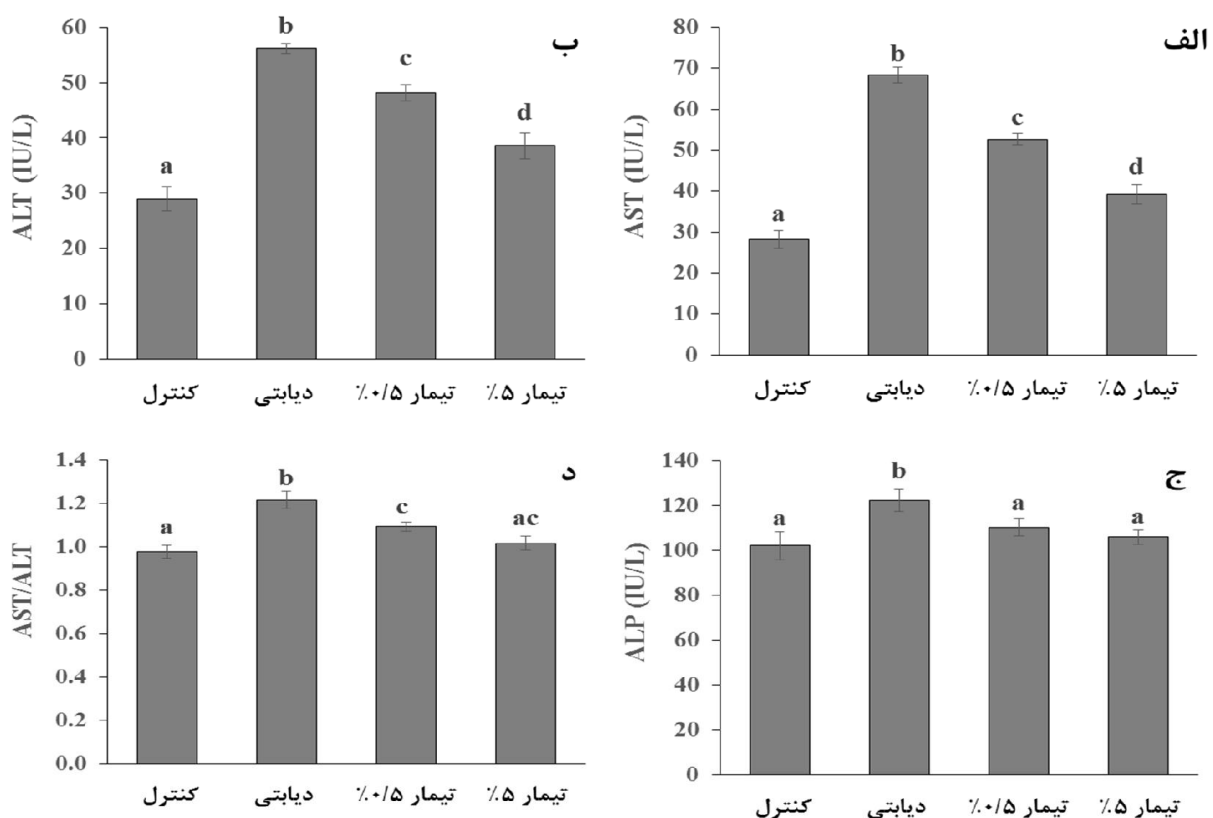 الف
AST (IU/L)
80
70
60
50
40
30
20
10
0
a
b
c
d
کنترل
دیابتی
تیمار ۰/۵٪
تیمار ۵٪
ب
ALT (IU/L)
60
50
40
30
20
10
0
a
b
c
d
کنترل
دیابتی
تیمار ۰/۵٪
تیمار ۵٪
ج
ALP (IU/L)
140
120
100
80
60
40
20
0
a
b
a
a
کنترل
دیابتی
تیمار ۰/۵٪
تیمار ۵٪
د
AST/ALT
1.4
1.2
1.0
0.8
0.6
0.4
0.2
0.0
a
b
c
ac
کنترل
دیابتی
تیمار ۰/۵٪
تیمار ۵٪